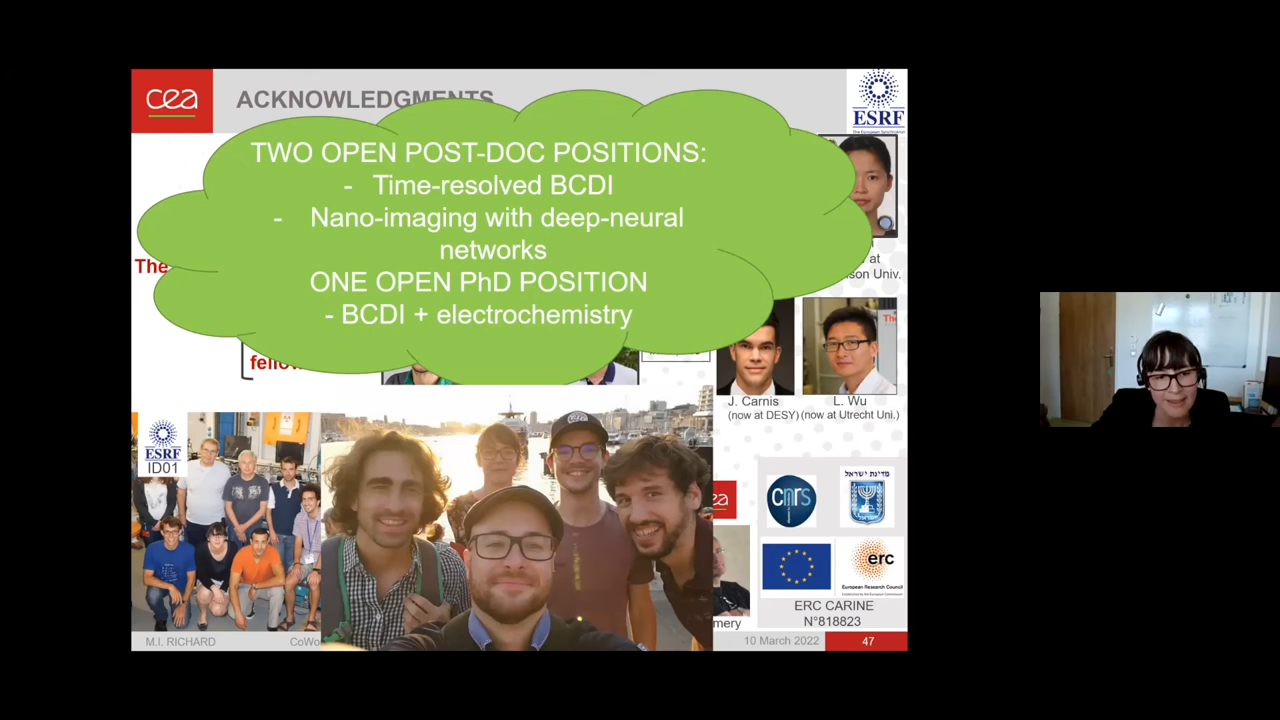 cea
ACKNOWLEDGMENTS
ESRF
The European Synchrotron
TWO OPEN POST-DOC POSITIONS:
- Time-resolved BCDI
- Nano-imaging with deep-neural
networks
ONE OPEN PhD POSITION
- BCDI + electrochemistry
The
at
son Univ.
The
J. Carnis
(now at DESY)
L. Wu
(now at Utrecht Uni.)
ESRF
ID01
cnrs
מדינת ישראל
erc
European Research Council
ERC CARINE
N°818823
mery
M.I. RICHARD
10 March 2022
47